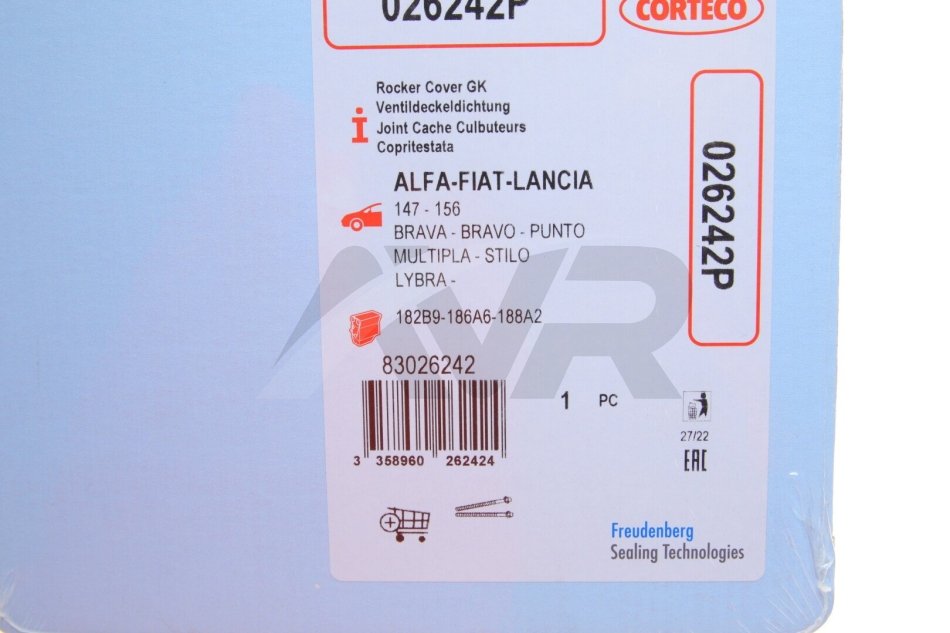 026242P
CORTECO
Rocker Cover GK
Ventildeckeldichtung
Joint Cache Culbuteurs
Copritestata
ALFA-FIAT-LANCIA
147 - 156
BRAVA - BRAVO - PUNTO
MULTIPLA - STILO
LYBRA -
182B9-186A6-188A2
026242P
83026242
3 358960 262424
1 PC
27/22
EAC
Freudenberg
Sealing Technologies
AVR